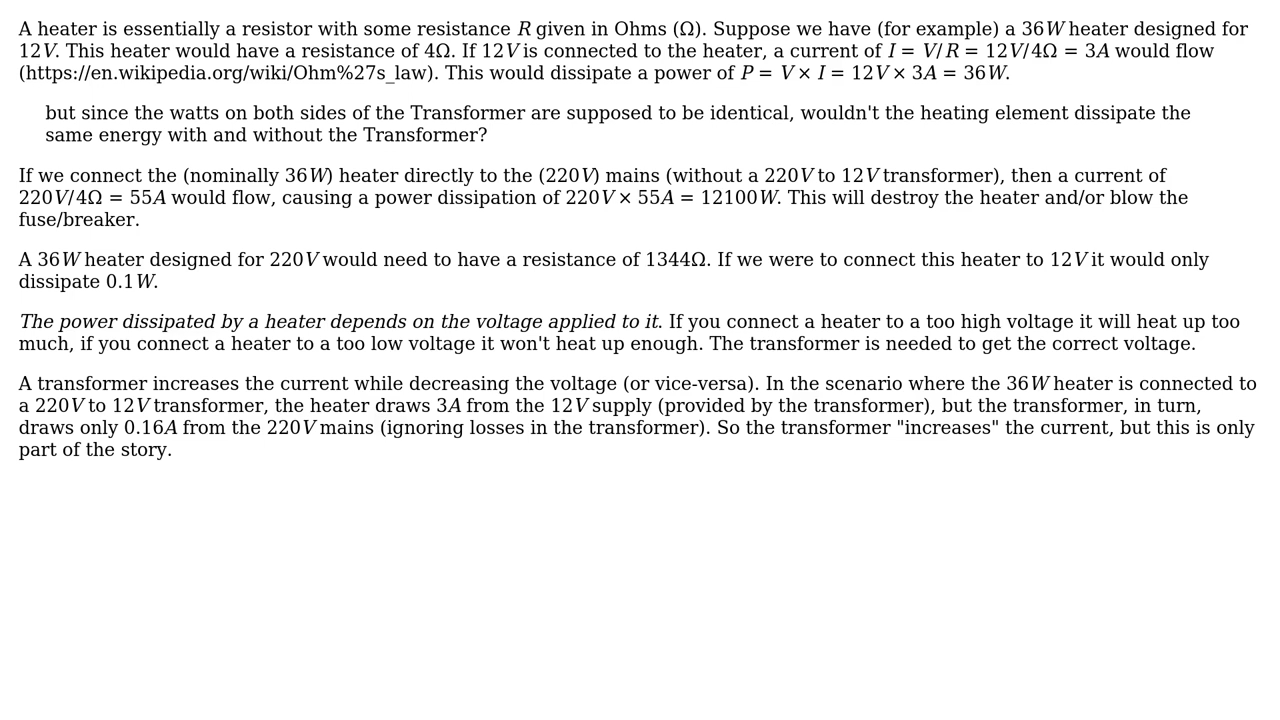 A heater is essentially a resistor with some resistance R given in Ohms (Ω). Suppose we have (for example) a 36W heater designed for
12V. This heater would have a resistance of 4Ω. If 12V is connected to the heater, a current of I = V/R = 12V/4Ω = 3A would flow
(https://en.wikipedia.org/wiki/Ohm%27s_law). This would dissipate a power of P = V × I = 12V × 3A = 36W.
but since the watts on both sides of the Transformer are supposed to be identical, wouldn't the heating element dissipate the
same energy with and without the Transformer?
If we connect the (nominally 36W) heater directly to the (220V) mains (without a 220V to 12V transformer), then a current of
220V/4Ω = 55A would flow, causing a power dissipation of 220V × 55A = 12100W. This will destroy the heater and/or blow the
fuse/breaker.
A 36W heater designed for 220V would need to have a resistance of 1344Ω. If we were to connect this heater to 12V it would only
dissipate 0.1W.
The power dissipated by a heater depends on the voltage applied to it. If you connect a heater to a too high voltage it will heat up too
much, if you connect a heater to a too low voltage it won't heat up enough. The transformer is needed to get the correct voltage.
A transformer increases the current while decreasing the voltage (or vice-versa). In the scenario where the 36W heater is connected to
a 220V to 12V transformer, the heater draws 3A from the 12V supply (provided by the transformer), but the transformer, in turn,
draws only 0.16A from the 220V mains (ignoring losses in the transformer). So the transformer "increases" the current, but this is only
part of the story.